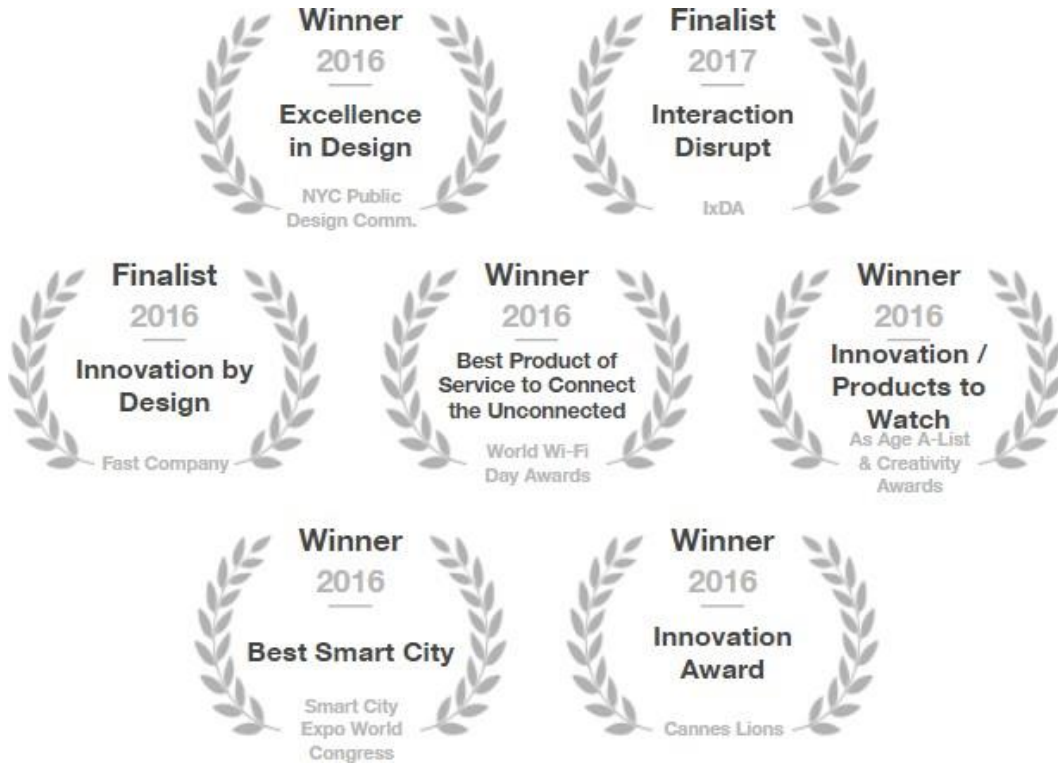 Winner
2016
Excellence
in Design
NYC Public
Design Comm.
Finalist
2017
Interaction
Disrupt
IxDA
Finalist
2016
Innovation by
Design
Fast Company
Winner
2016
Best Product of
Service to Connect
the Unconnected
World Wi-Fi
Day Awards
Winner
2016
Innovation /
Products to
Watch
As Age A-List
& Creativity
Awards
Winner
2016
Best Smart City
Smart City
Expo World
Congress
Winner
2016
Innovation
Award
Cannes Lions